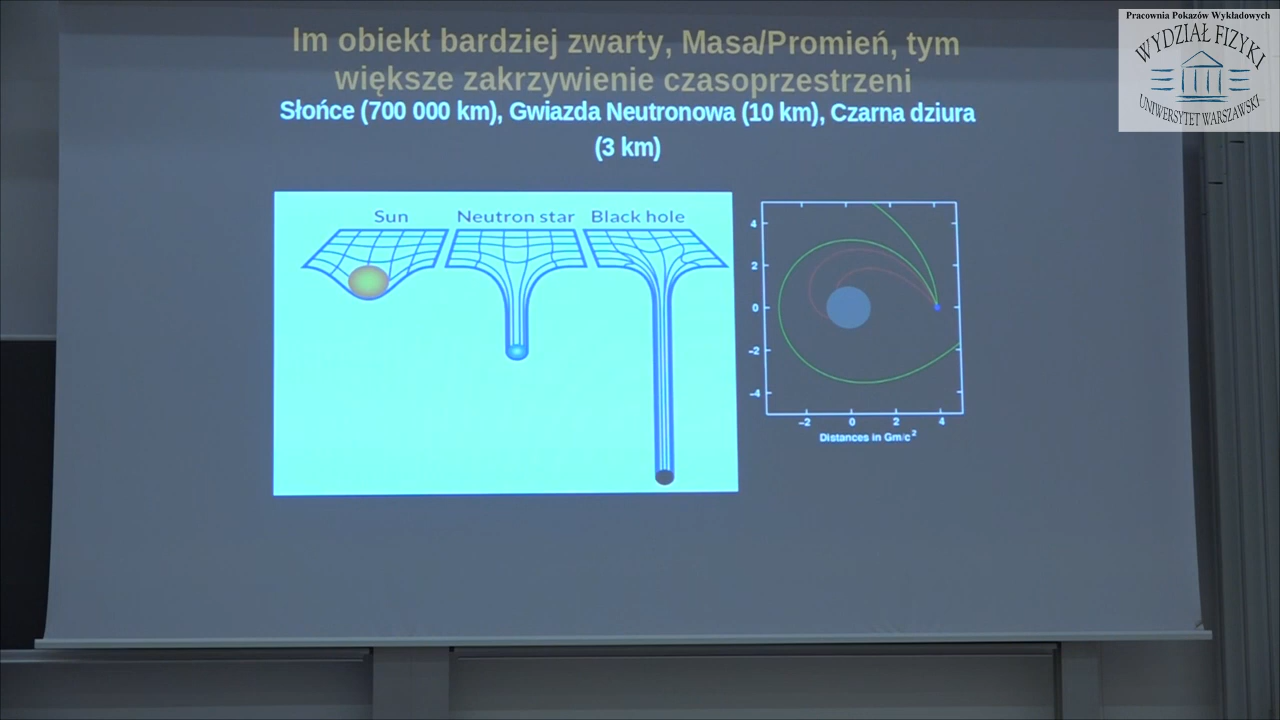 Pracownia Pokazów Wykładowych
WYDZIAŁ FIZYKI
UNIWERSYTET WARSZAWSKI
Im obiekt bardziej zwarty, Masa/Promień, tym
większe zakrzywienie czasoprzestrzeni
Słońce (700 000 km), Gwiazda Neutronowa (10 km), Czarna dziura
(3 km)
Sun
Neutron star
Black hole
4
2
0
-2
-4
-2 0 2 4
Distances in Gm/c²